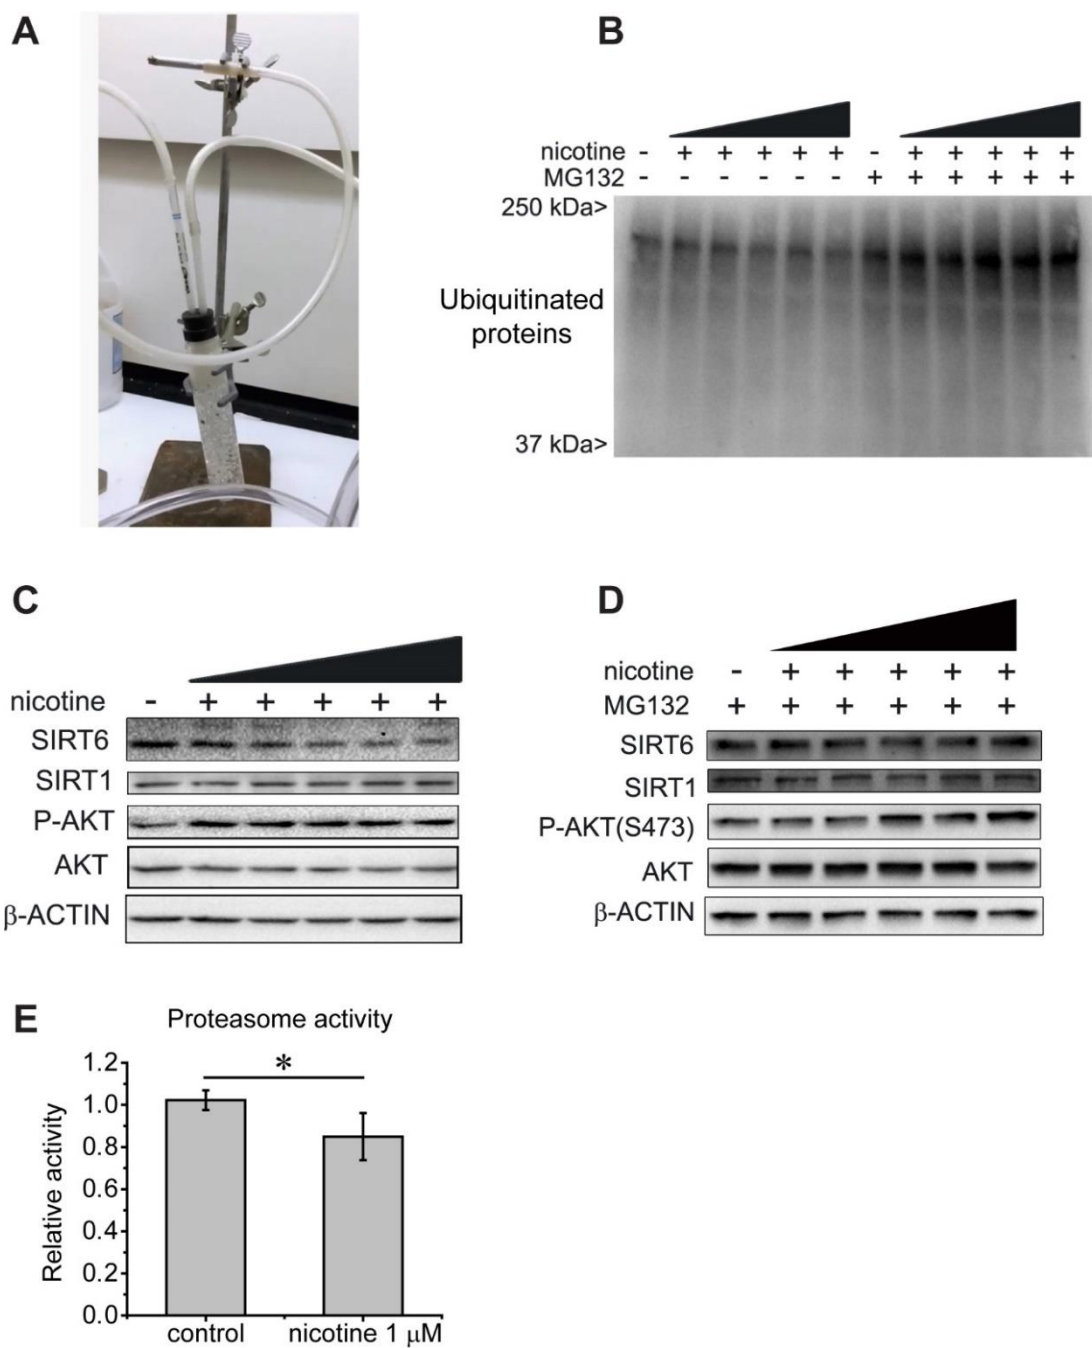 A
B
nicotine - + + + + + - + + + + +
MG132 - - - - - - + + + + + +
250 kDa>
Ubiquitinated
proteins
37 kDa>
C
nicotine - + + + + +
SIRT6
SIRT1
P-AKT
AKT
β-ACTIN
D
nicotine - + + + + +
MG132 + + + + + +
SIRT6
SIRT1
P-AKT(S473)
AKT
β-ACTIN
E
Proteasome activity
*
1.2
1.0
0.8
0.6
0.4
0.2
0.0
Relative activity
control nicotine 1 μM